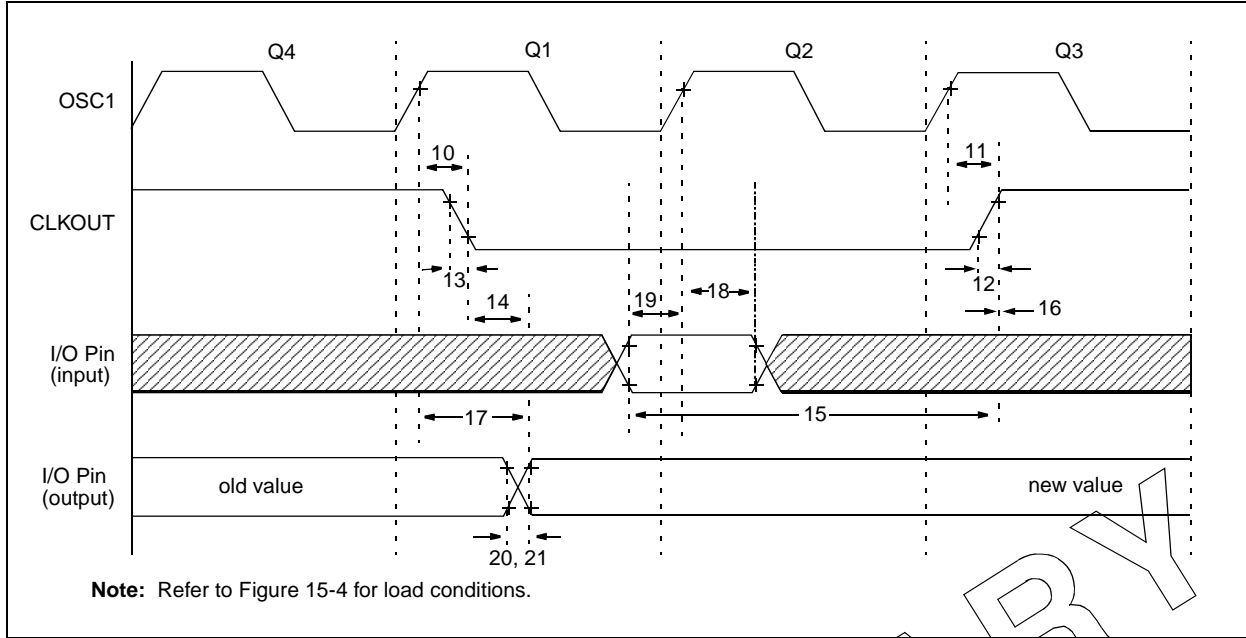 Q4 Q1 Q2 Q3
OSC1
10 11
CLKOUT
13 12
14 19 18 16
I/O Pin
(input)
17 15
I/O Pin
(output)
old value new value
20, 21
Note: Refer to Figure 15-4 for load conditions.
R Y